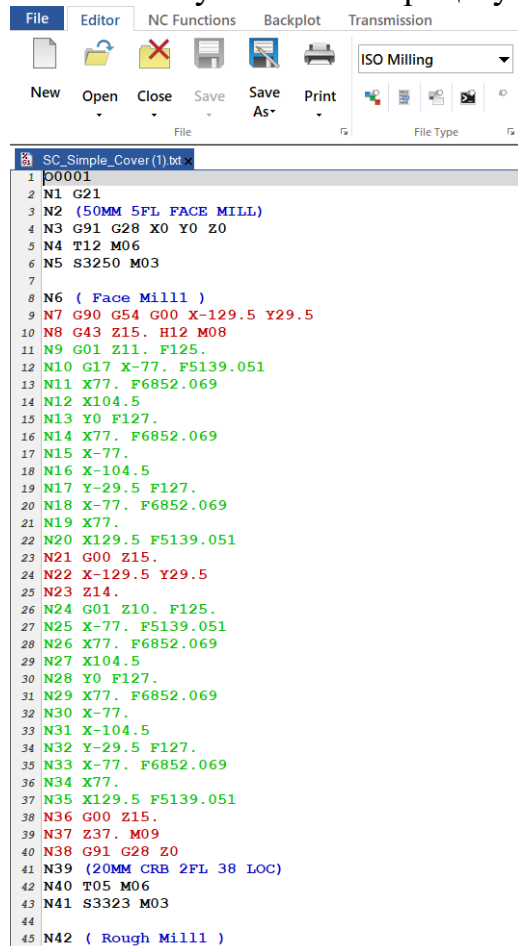 File Editor NC Functions Backplot Transmission
ISO Milling
New Open Close Save Save As Print
File File Type
SC_Simple_Cover (1).txt
1 O0001
2 N1 G21
3 N2 (50MM 5FL FACE MILL)
4 N3 G91 G28 X0 Y0 Z0
5 N4 T12 M06
6 N5 S3250 M03
7
8 N6 ( Face Mill1 )
9 N7 G90 G54 G00 X-129.5 Y29.5
10 N8 G43 Z15. H12 M08
11 N9 G01 Z11. F125.
12 N10 G17 X-77. F5139.051
13 N11 X77. F6852.069
14 N12 X104.5
15 N13 Y0 F127.
16 N14 X77. F6852.069
17 N15 X-77.
18 N16 X-104.5
19 N17 Y-29.5 F127.
20 N18 X-77. F6852.069
21 N19 X77.
22 N20 X129.5 F5139.051
23 N21 G00 Z15.
24 N22 X-129.5 Y29.5
25 N23 Z14.
26 N24 G01 Z10. F125.
27 N25 X-77. F5139.051
28 N26 X77. F6852.069
29 N27 X104.5
30 N28 Y0 F127.
31 N29 X77. F6852.069
32 N30 X-77.
33 N31 X-104.5
34 N32 Y-29.5 F127.
35 N33 X-77. F6852.069
36 N34 X77.
37 N35 X129.5 F5139.051
38 N36 G00 Z15.
39 N37 Z37. M09
40 N38 G91 G28 Z0
41 N39 (20MM CRB 2FL 38 LOC)
42 N40 T05 M06
43 N41 S3323 M03
44
45 N42 ( Rough Mill1 )